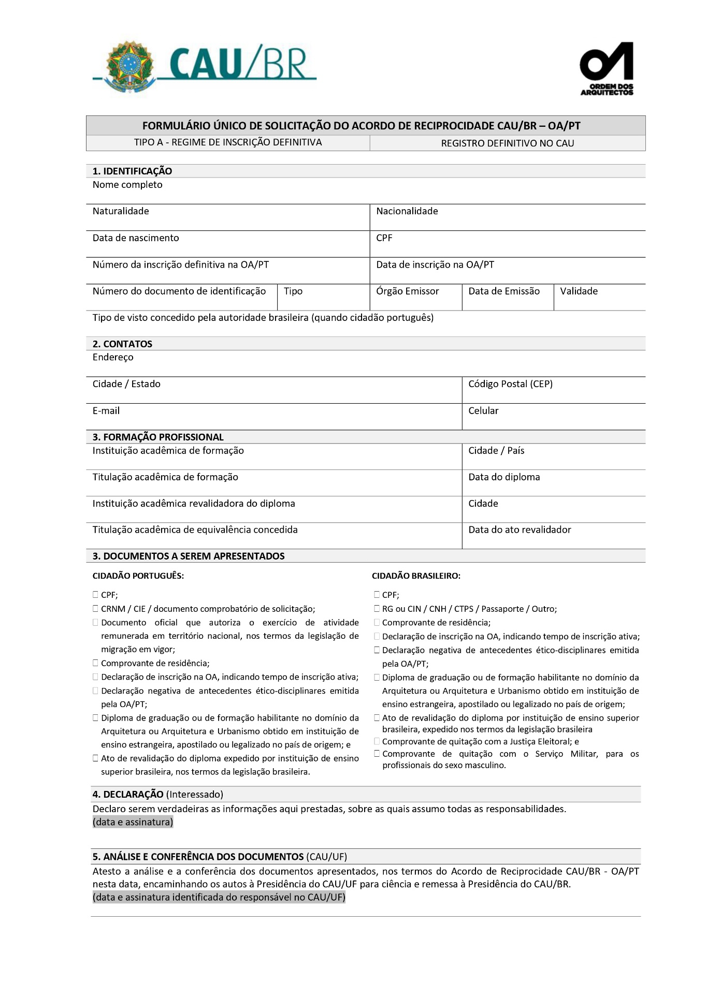 CAU/BR
OA
ORDEM DOS
ARQUITECTOS
FORMULÁRIO ÚNICO DE SOLICITAÇÃO DO ACORDO DE RECIPROCIDADE CAU/BR – OA/PT
TIPO A - REGIME DE INSCRIÇÃO DEFINITIVA
REGISTRO DEFINITIVO NO CAU
1. IDENTIFICAÇÃO
Nome completo
Naturalidade
Nacionalidade
Data de nascimento
CPF
Número da inscrição definitiva na OA/PT
Data de inscrição na OA/PT
Número do documento de identificação
Tipo
Órgão Emissor
Data de Emissão
Validade
Tipo de visto concedido pela autoridade brasileira (quando cidadão português)
2. CONTATOS
Endereço
Cidade / Estado
Código Postal (CEP)
E-mail
Celular
3. FORMAÇÃO PROFISSIONAL
Instituição acadêmica de formação
Cidade / País
Titulação acadêmica de formação
Data do diploma
Instituição acadêmica revalidadora do diploma
Cidade
Titulação acadêmica de equivalência concedida
Data do ato revalidador
3. DOCUMENTOS A SEREM APRESENTADOS
CIDADÃO PORTUGUÊS:
☐ CPF;
☐ CRNM / CIE / documento comprobatório de solicitação;
☐ Documento oficial que autoriza o exercício de atividade
remunerada em território nacional, nos termos da legislação de
migração em vigor;
☐ Comprovante de residência;
☐ Declaração de inscrição na OA, indicando tempo de inscrição ativa;
☐ Declaração negativa de antecedentes ético-disciplinares emitida
pela OA/PT;
☐ Diploma de graduação ou de formação habilitante no domínio da
Arquitetura ou Arquitetura e Urbanismo obtido em instituição de
ensino estrangeira, apostilado ou legalizado no país de origem; e
☐ Ato de revalidação do diploma expedido por instituição de ensino
superior brasileira, nos termos da legislação brasileira.
CIDADÃO BRASILEIRO:
☐ CPF;
☐ RG ou CIN / CNH / CTPS / Passaporte / Outro;
☐ Comprovante de residência;
☐ Declaração de inscrição na OA, indicando tempo de inscrição ativa;
☐ Declaração negativa de antecedentes ético-disciplinares emitida
pela OA/PT;
☐ Diploma de graduação ou de formação habilitante no domínio da
Arquitetura ou Arquitetura e Urbanismo obtido em instituição de
ensino estrangeira, apostilado ou legalizado no país de origem;
☐ Ato de revalidação do diploma por instituição de ensino superior
brasileira, expedido nos termos da legislação brasileira
☐ Comprovante de quitação com a Justiça Eleitoral; e
☐ Comprovante de quitação com o Serviço Militar, para os
profissionais do sexo masculino.
4. DECLARAÇÃO (Interessado)
Declaro serem verdadeiras as informações aqui prestadas, sobre as quais assumo todas as responsabilidades.
(data e assinatura)
5. ANÁLISE E CONFERÊNCIA DOS DOCUMENTOS (CAU/UF)
Atesto a análise e a conferência dos documentos apresentados, nos termos do Acordo de Reciprocidade CAU/BR - OA/PT
nesta data, encaminhando os autos à Presidência do CAU/UF para ciência e remessa à Presidência do CAU/BR.
(data e assinatura identificada do responsável no CAU/UF)